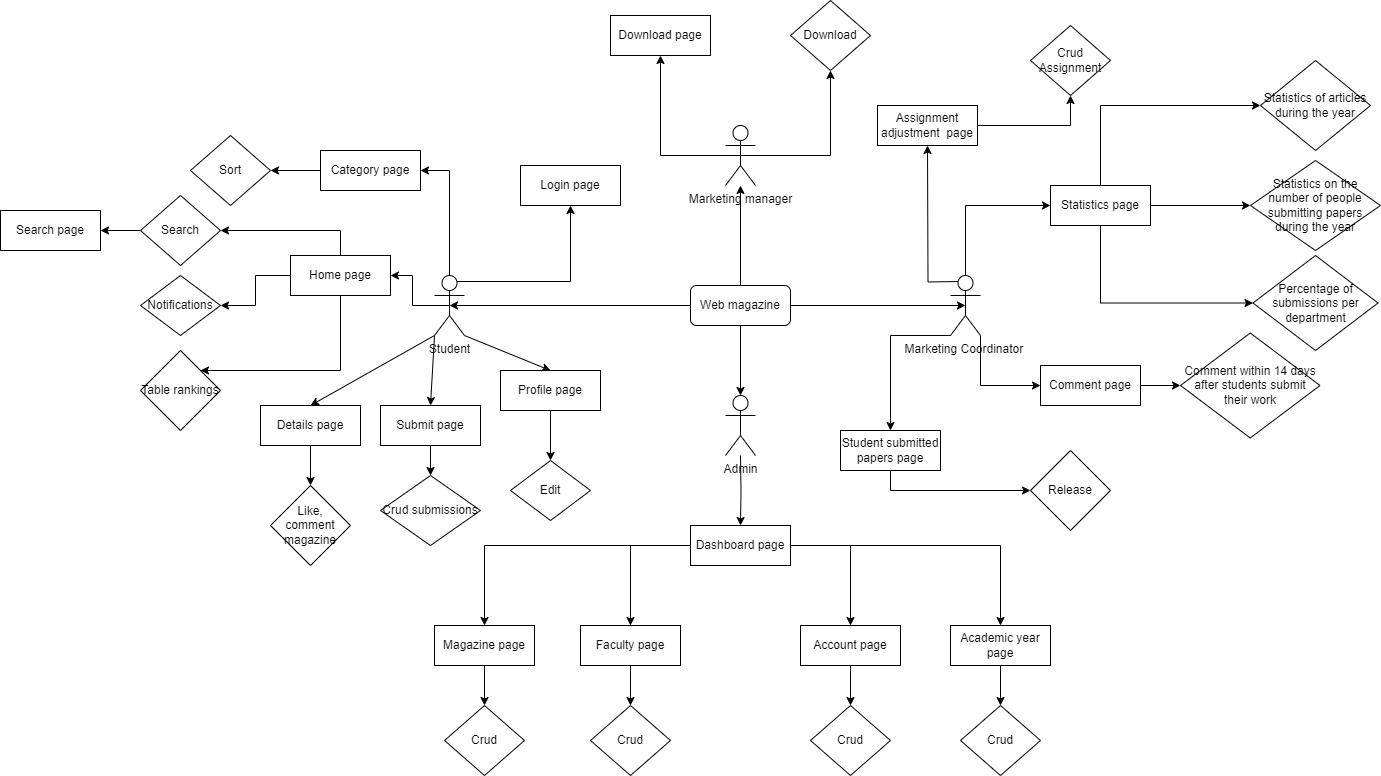 Download page
Download
Crud
Assignment
Statistics of articles
during the year
Assignment
adjustment  page
Sort
Category page
Login page
Marketing manager
Statistics page
Statistics on the
number of people
submitting papers
during the year
Search page
Search
Home page
Notifications
Web magazine
Percentage of
submissions per
department
Student
Marketing Coordinator
Table rankings
Profile page
Comment page
Comment within 14 days
after students submit
their work
Details page
Submit page
Student submitted
papers page
Admin
Edit
Release
Like,
comment
magazine
Crud submissions
Dashboard page
Magazine page
Faculty page
Account page
Academic year
page
Crud
Crud
Crud
Crud